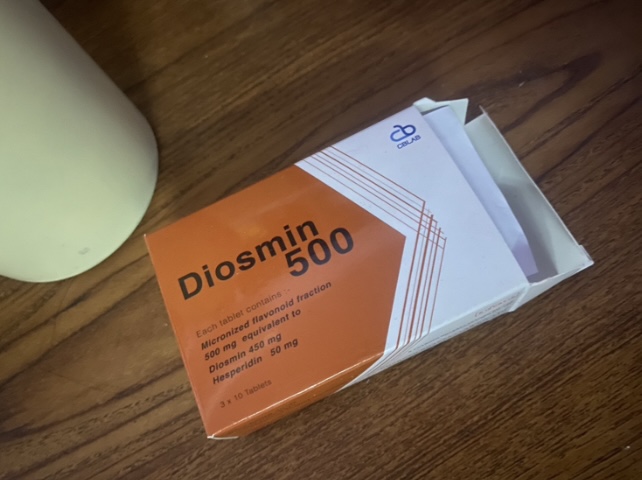 CBLAB
Diosmin
500
Each tablet contains :
Micronized flavonoid fraction
500 mg equivalent to
Diosmin 450 mg
Hesperidin 50 mg
3 x 10 Tablets